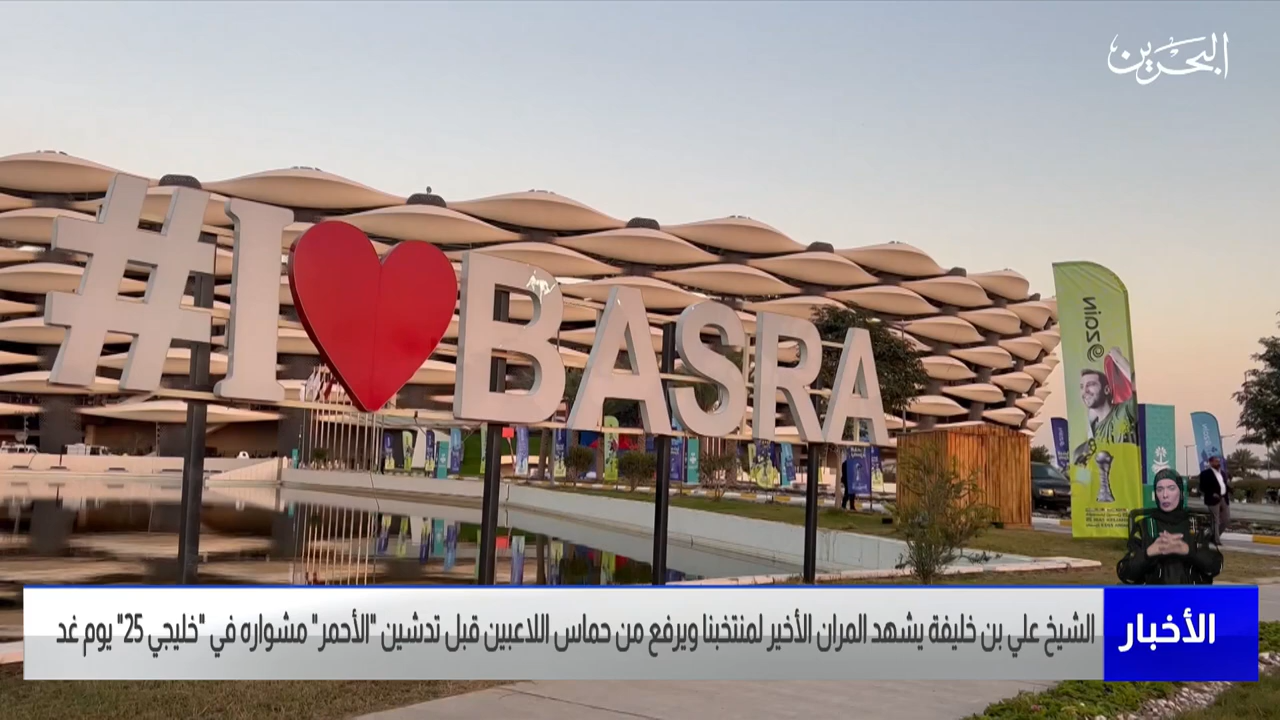 البحرين
#I BASRA
zain
الأخبار
الشيخ علي بن خليفة يشهد المران الأخير لمنتخبنا ويرفع من حماس اللاعبين قبل تدشين "الأحمر" مشواره في "خليجي 25" يوم غد